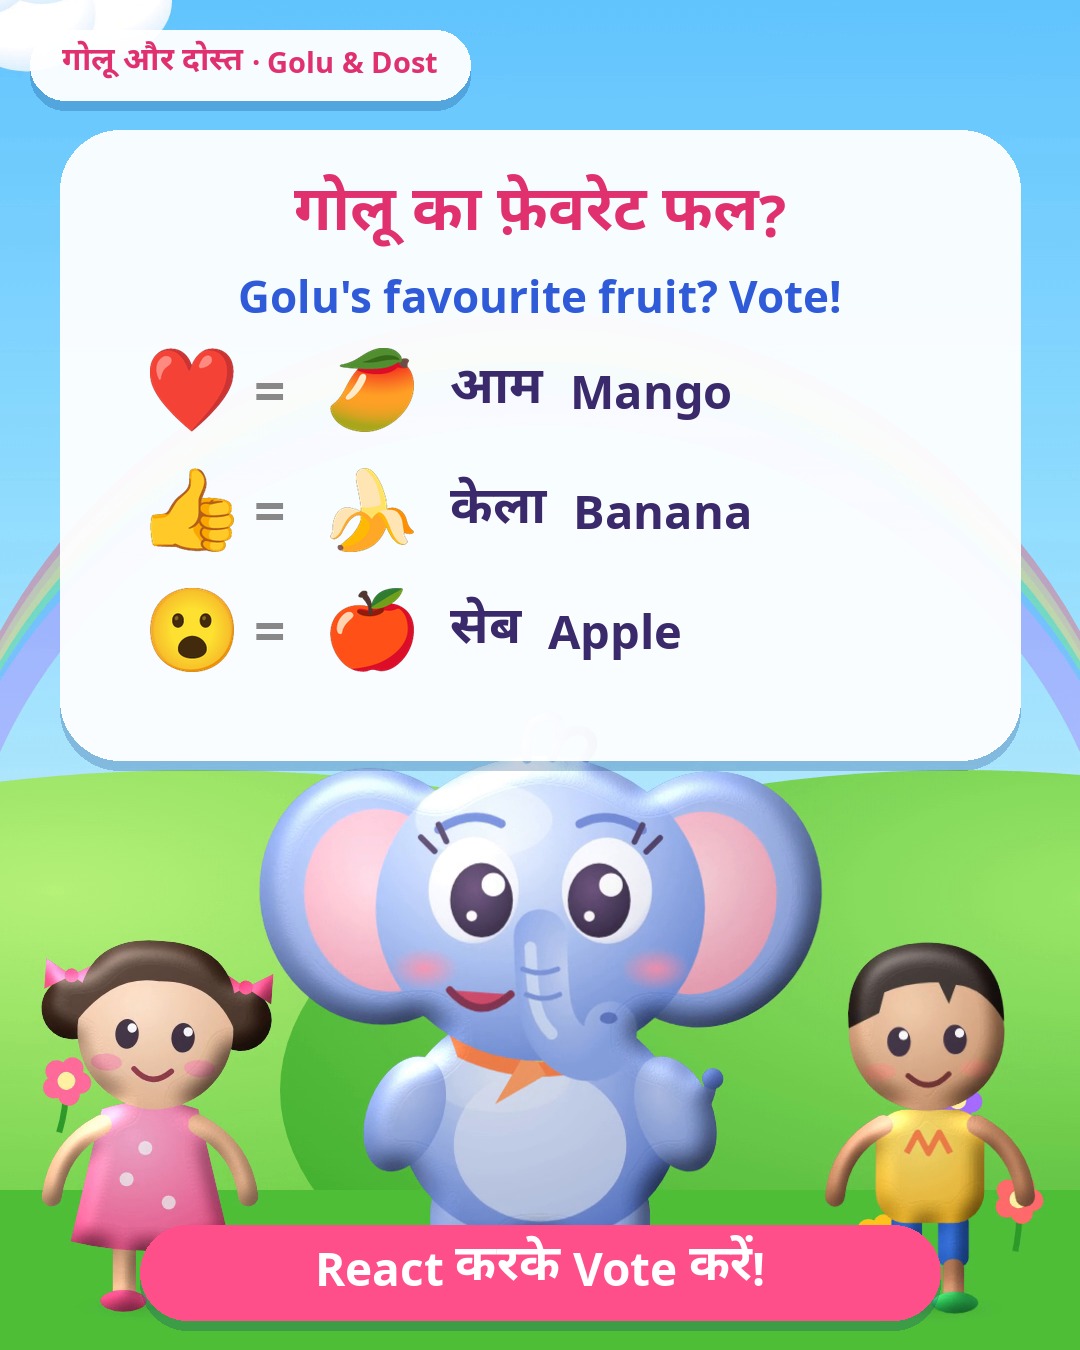 गोलू और दोस्त · Golu & Dost
गोलू का फ़ेवरेट फल?
Golu's favourite fruit? Vote!
= आम Mango
= केला Banana
= सेब Apple
React करके Vote करें!